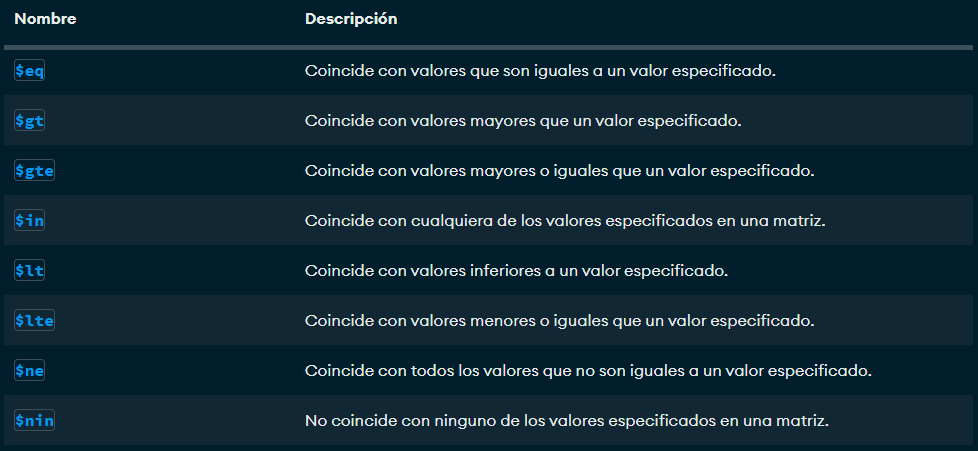 Nombre Descripción
$eq Coincide con valores que son iguales a un valor especificado.
$gt Coincide con valores mayores que un valor especificado.
$gte Coincide con valores mayores o iguales que un valor especificado.
$in Coincide con cualquiera de los valores especificados en una matriz.
$lt Coincide con valores inferiores a un valor especificado.
$lte Coincide con valores menores o iguales que un valor especificado.
$ne Coincide con todos los valores que no son iguales a un valor especificado.
$nin No coincide con ninguno de los valores especificados en una matriz.